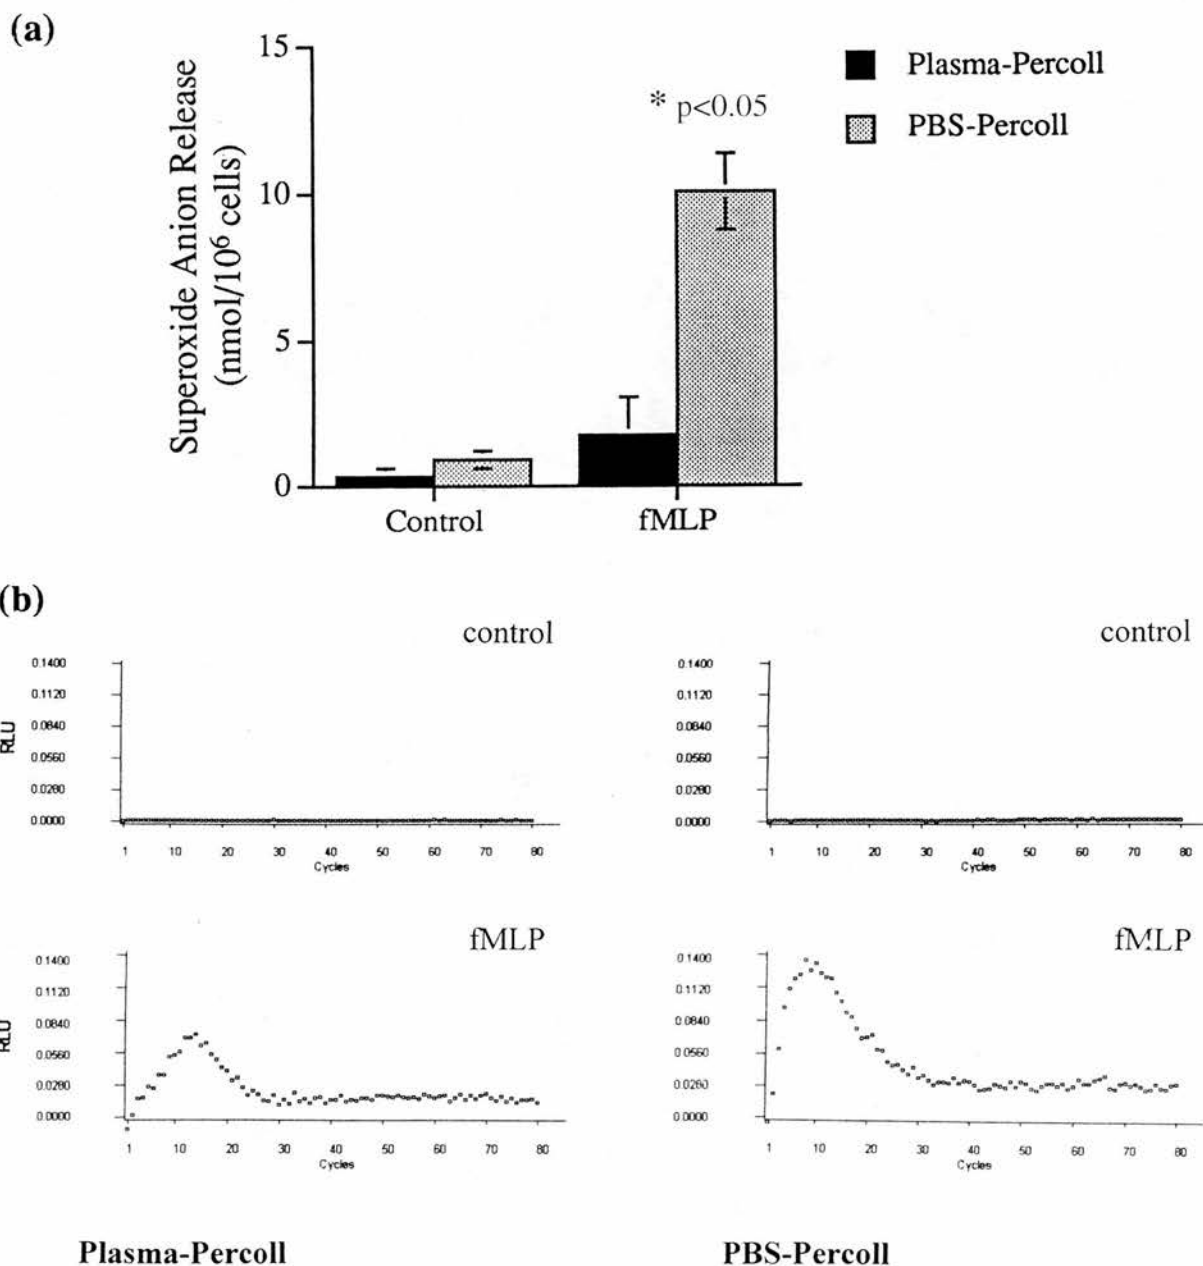 (a)
15
10
5
0
Superoxide Anion Release
(nmol/10⁶ cells)
* p<0.05
Plasma-Percoll
PBS-Percoll
Control
fMLP
(b)
control
RLU
0.1400
0.1120
0.0840
0.0560
0.0280
0.0000
1 10 20 30 40 50 60 70 80
Cycles
control
0.1400
0.1120
0.0840
0.0560
0.0280
0.0000
1 10 20 30 40 50 60 70 80
Cycles
fMLP
RLU
0.1400
0.1120
0.0840
0.0560
0.0280
0.0000
1 10 20 30 40 50 60 70 80
Cycles
fMLP
0.1400
0.1120
0.0840
0.0560
0.0280
0.0000
1 10 20 30 40 50 60 70 80
Cycles
Plasma-Percoll
PBS-Percoll